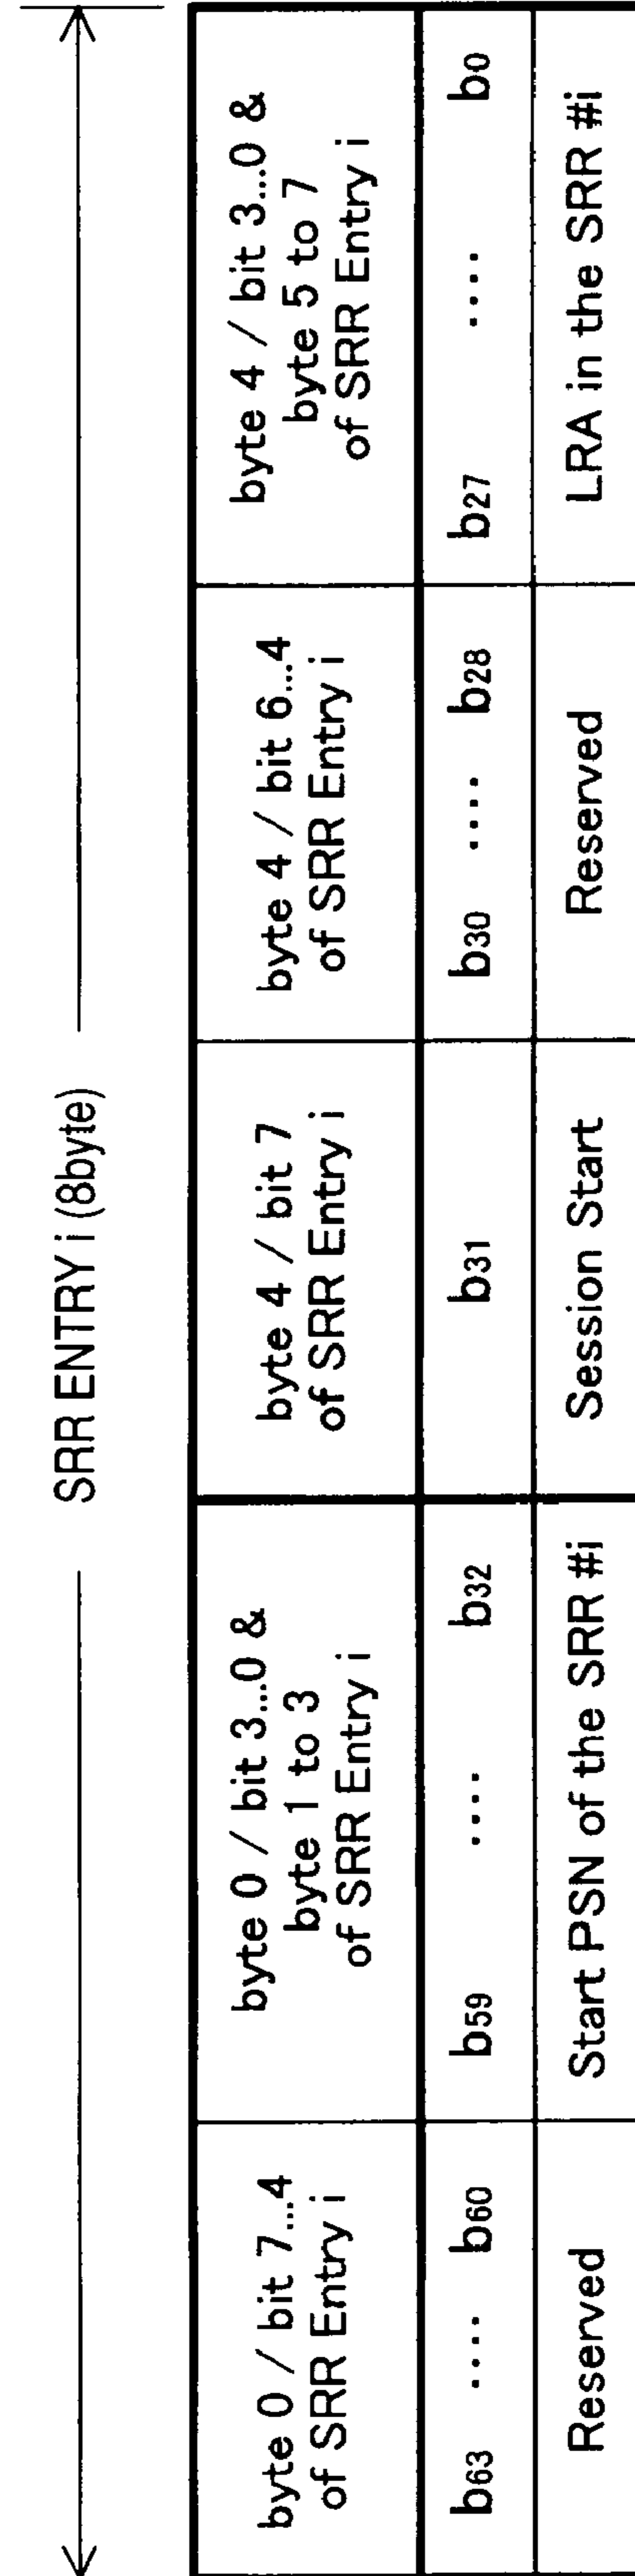 SRR ENTRY i (8byte)
byte 0 / bit 7...4
of SRR Entry i
byte 0 / bit 3...0 &
byte 1 to 3
of SRR Entry i
byte 4 / bit 7
of SRR Entry i
byte 4 / bit 6...4
of SRR Entry i
byte 4 / bit 3...0 &
byte 5 to 7
of SRR Entry i
b63 .... b60
b59 .... b32
b31
b30 .... b28
b27 .... b0
Reserved
Start PSN of the SRR #i
Session Start
Reserved
LRA in the SRR #i